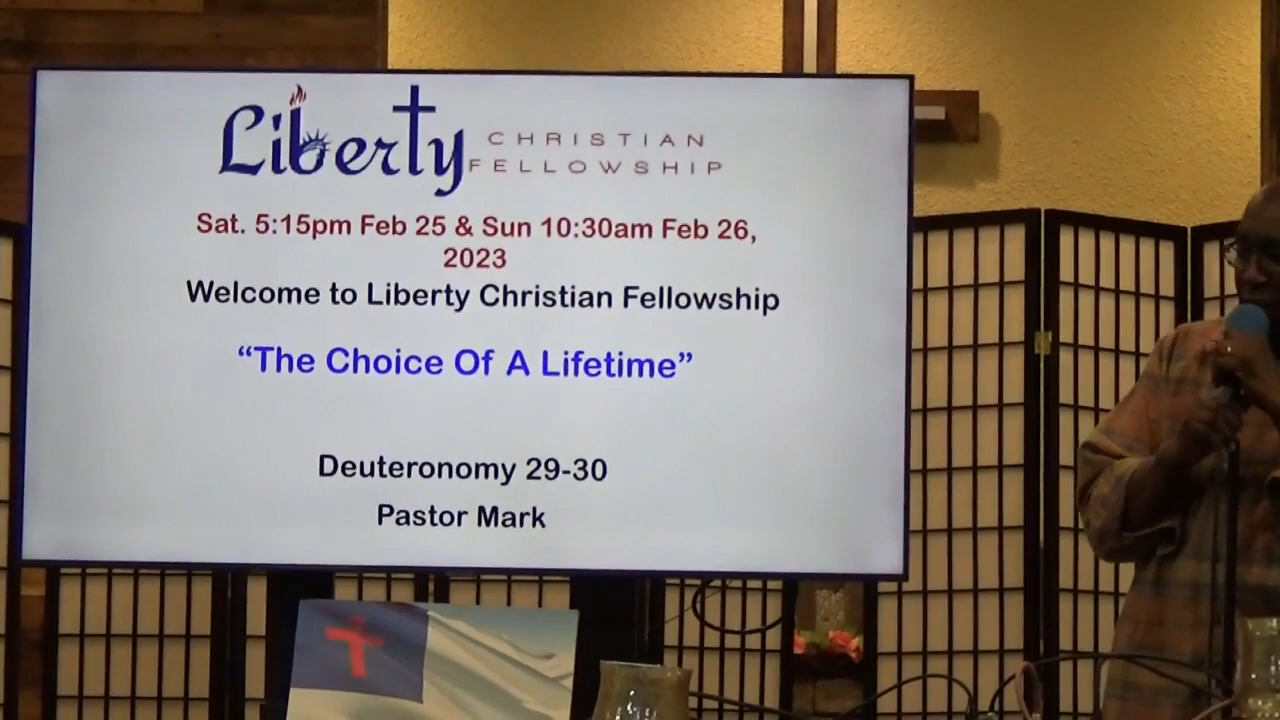 Liberty CHRISTIAN
FELLOWSHIP
Sat. 5:15pm Feb 25 & Sun 10:30am Feb 26,
2023
Welcome to Liberty Christian Fellowship
“The Choice Of A Lifetime”
Deuteronomy 29-30
Pastor Mark